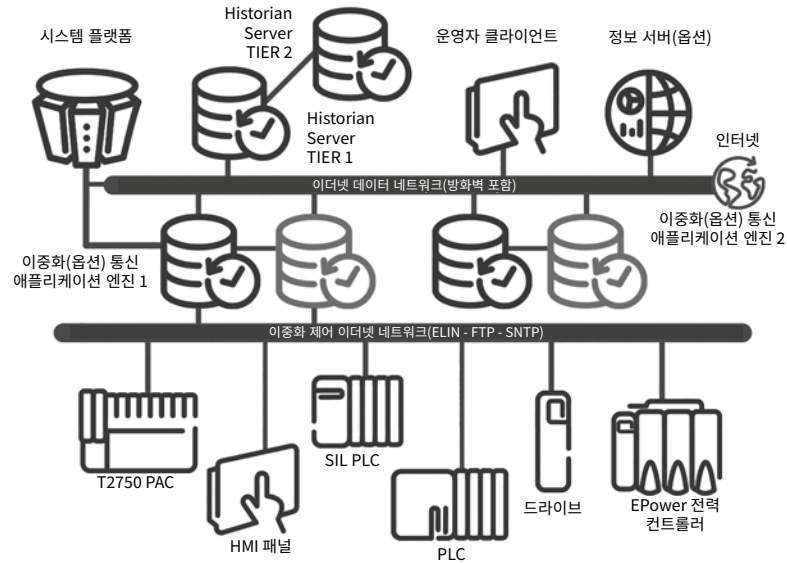 시스템 플랫폼
Historian
Server
TIER 2
Historian
Server
TIER 1
운영자 클라이언트
정보 서버(옵션)
인터넷
이더넷 데이터 네트워크(방화벽 포함)
이중화(옵션) 통신
애플리케이션 엔진 1
이중화(옵션) 통신
애플리케이션 엔진 2
이중화 제어 이더넷 네트워크(ELIN - FTP - SNTP)
T2750 PAC
HMI 패널
SIL PLC
PLC
드라이브
EPower 전력
컨트롤러